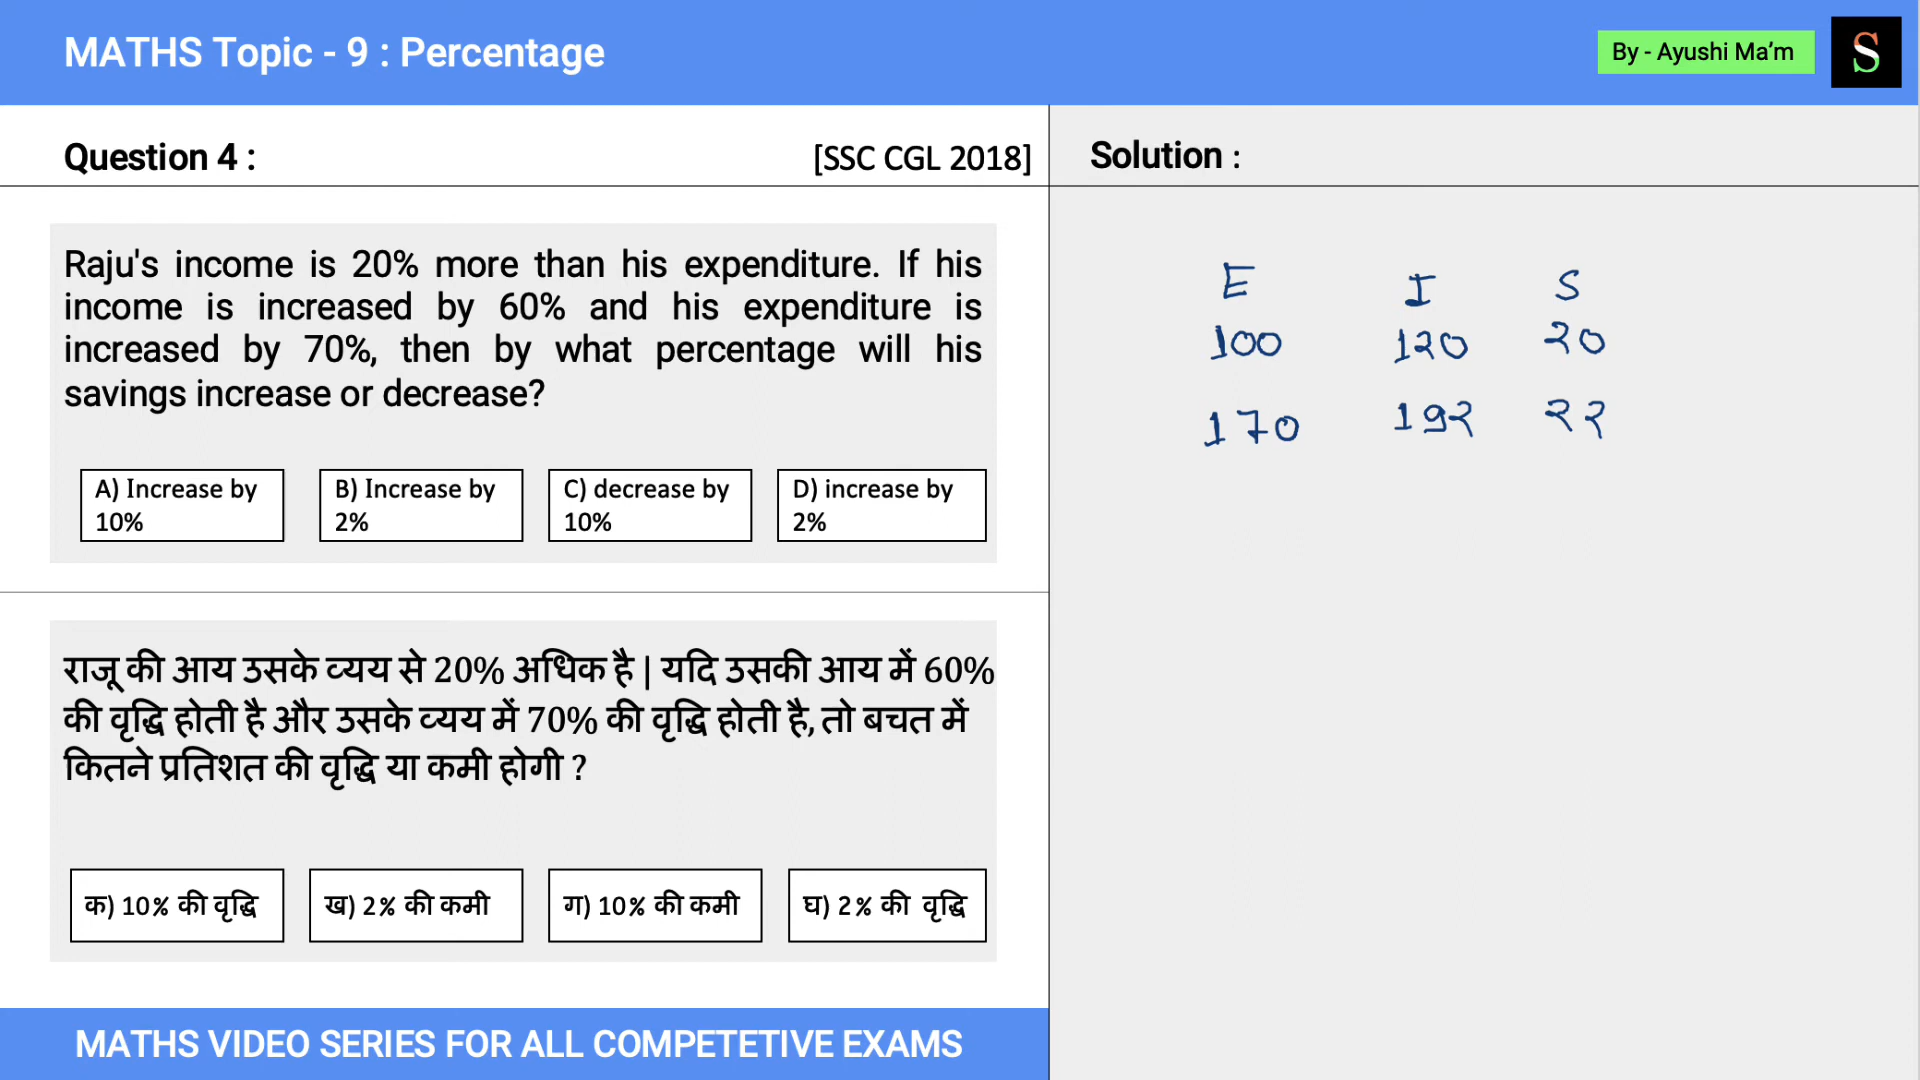 MATHS Topic - 9 : Percentage
By - Ayushi Ma’m
S
Question 4 :
[SSC CGL 2018]
Raju's income is 20% more than his expenditure. If his
income is increased by 60% and his expenditure is
increased by 70%, then by what percentage will his
savings increase or decrease?
A) Increase by
10%
B) Increase by
2%
C) decrease by
10%
D) increase by
2%
राजू की आय उसके व्यय से 20% अधिक है | यदि उसकी आय में 60%
की वृद्धि होती है और उसके व्यय में 70% की वृद्धि होती है, तो बचत में
कितने प्रतिशत की वृद्धि या कमी होगी ?
क) 10% की वृद्धि
ख) 2% की कमी
ग) 10% की कमी
घ) 2% की वृद्धि
MATHS VIDEO SERIES FOR ALL COMPETETIVE EXAMS
Solution :
E I S
100 120 20
170 192 22